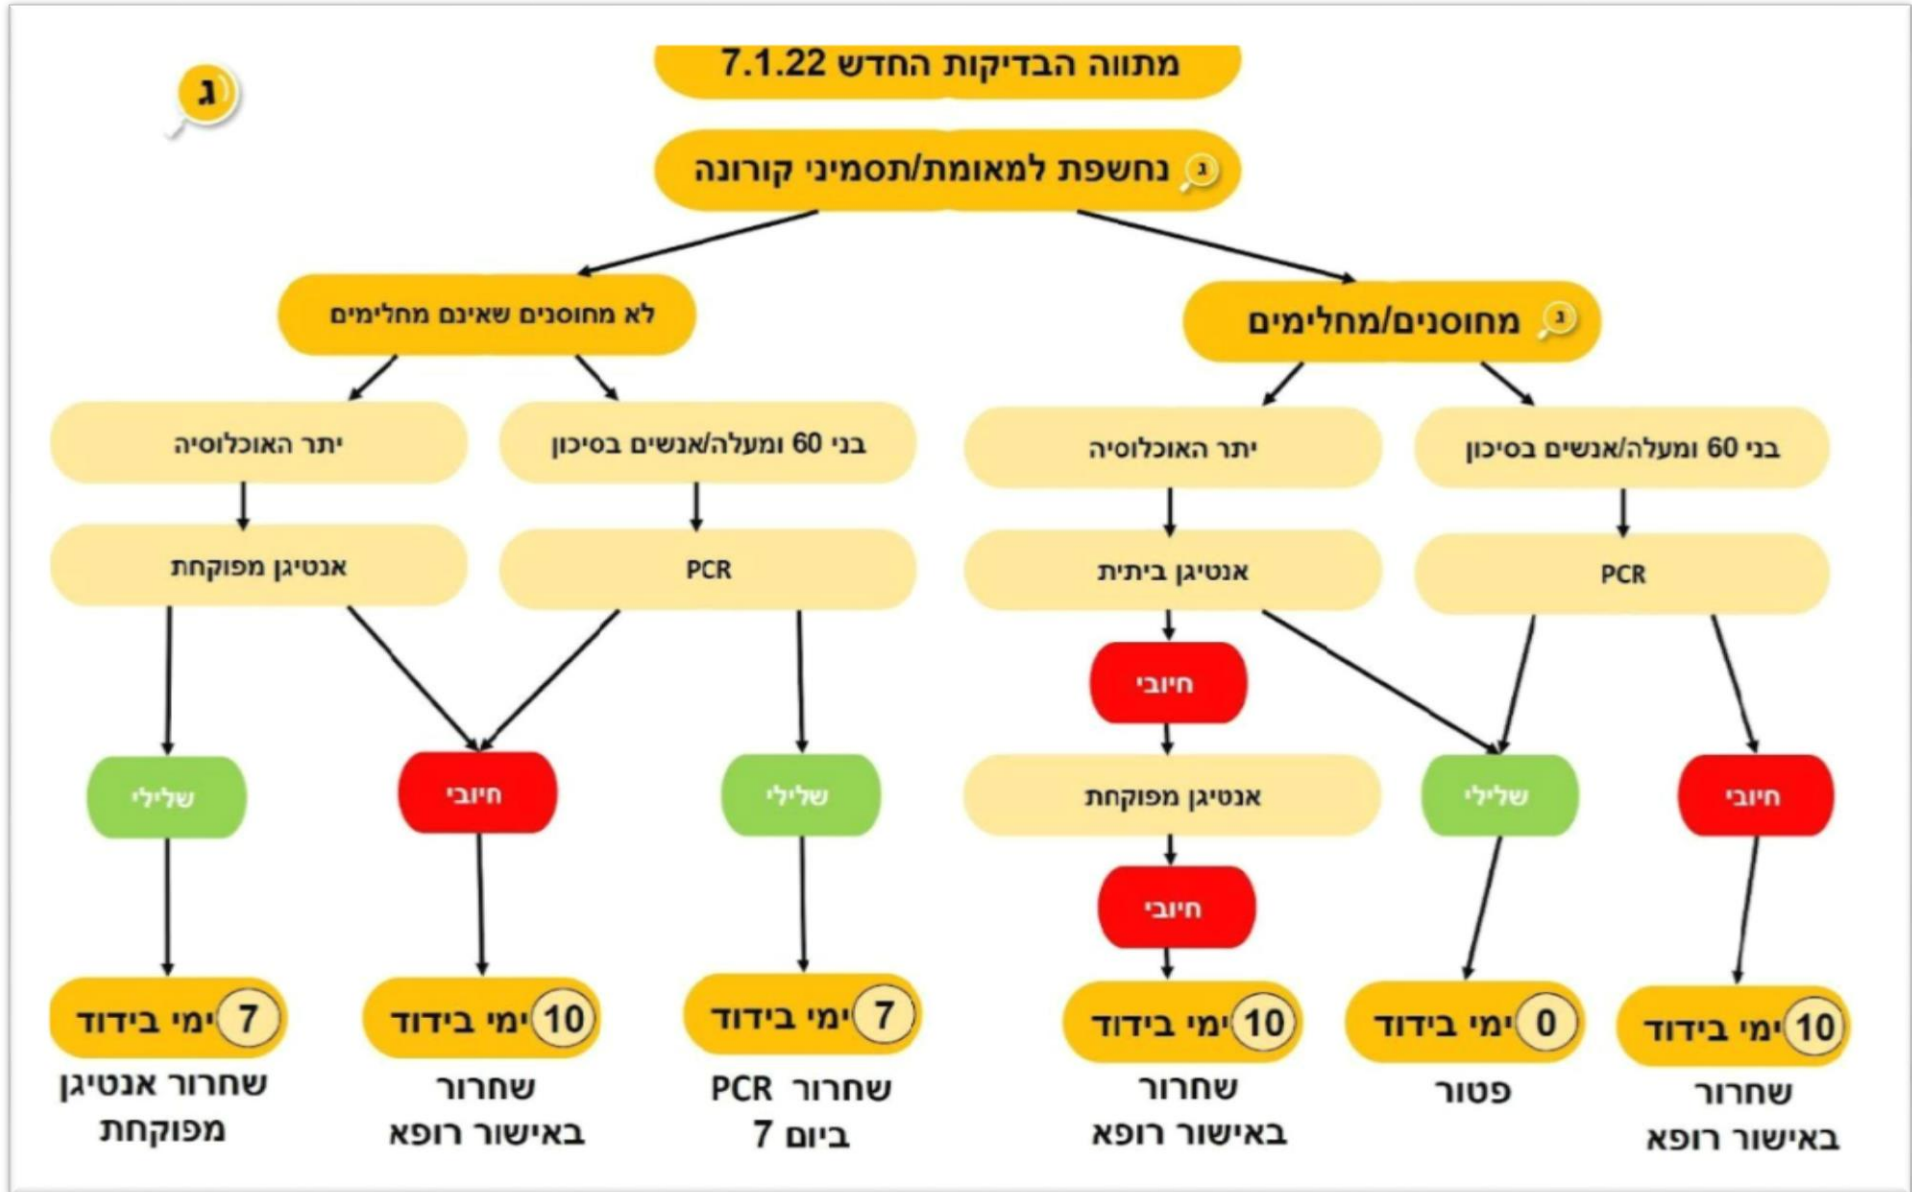 ג
מתווה הבדיקות החדש 7.1.22
נחשפת למאומת/תסמיני קורונה
ג
מחוסנים/מחלימים
ג
לא מחוסנים שאינם מחלימים
בני 60 ומעלה/אנשים בסיכון
יתר האוכלוסיה
בני 60 ומעלה/אנשים בסיכון
יתר האוכלוסיה
PCR
אנטיגן ביתית
PCR
אנטיגן מפוקחת
חיובי
חיובי
שלילי
אנטיגן מפוקחת
שלילי
חיובי
שלילי
חיובי
10 ימי בידוד
0 ימי בידוד
10 ימי בידוד
7 ימי בידוד
10 ימי בידוד
7 ימי בידוד
שחרור
באישור רופא
פטור
שחרור
באישור רופא
שחרור PCR
ביום 7
שחרור
באישור רופא
שחרור אנטיגן
מפוקחת